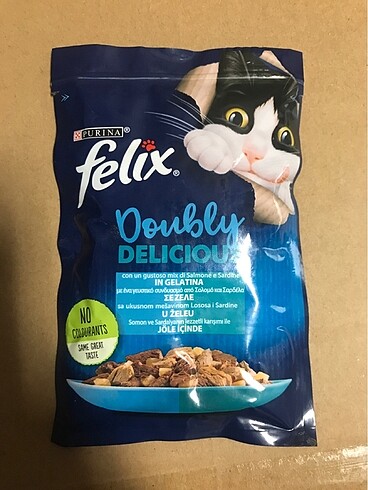 PURINA®
felix®
Doubly
DELICIOUS
con un gustoso mix di Salmone e Sardine
IN GELATINA
με ένα γευστικό συνδυασμό από Σολομό και Σαρδέλα
ΣΕ ΖΕΛΕ
sa ukusnom mešavinom Lososa i Sardine
U ŽELEU
Somon ve Sardalyanın lezzetli karışımı ile
JÖLE İÇİNDE
NO
COLOURANTS
SAME GREAT
TASTE